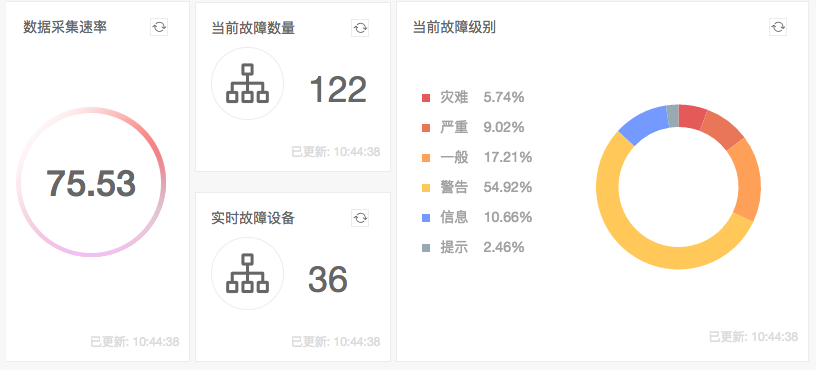 数据采集速率
75.53
已更新: 10:44:38
当前故障数量
122
已更新: 10:44:38
实时故障设备
36
已更新: 10:44:38
当前故障级别
灾难 5.74%
严重 9.02%
一般 17.21%
警告 54.92%
信息 10.66%
提示 2.46%
已更新: 10:44:38